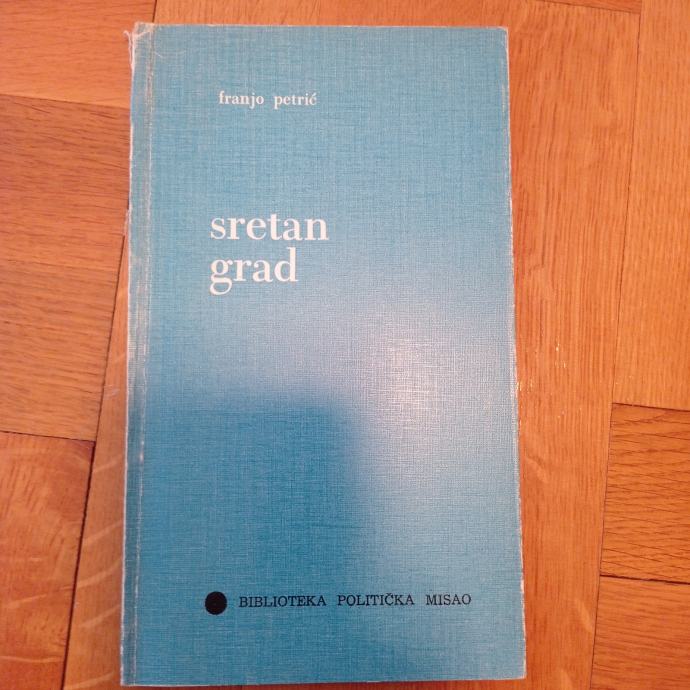 franjo petrić
sretan
grad
BIBLIOTEKA POLITIČKA MISAO